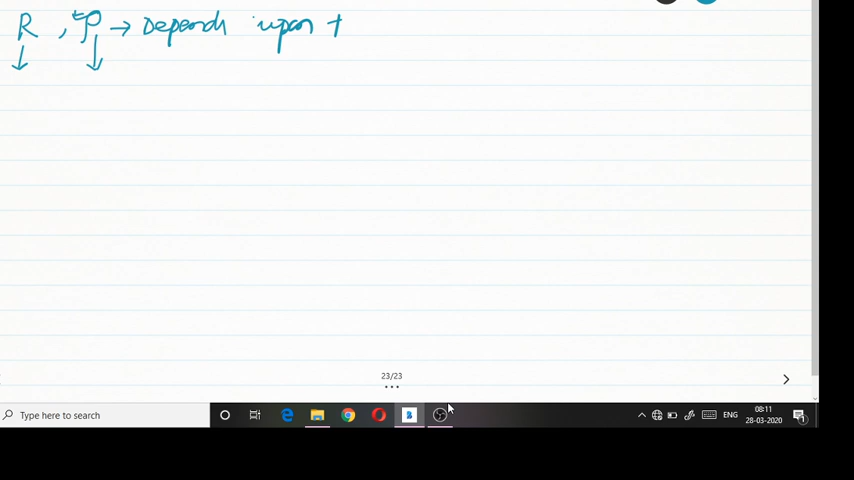 R , ρ → Depends upon t
23/23
Type here to search
ENG
08:11
28-03-2020